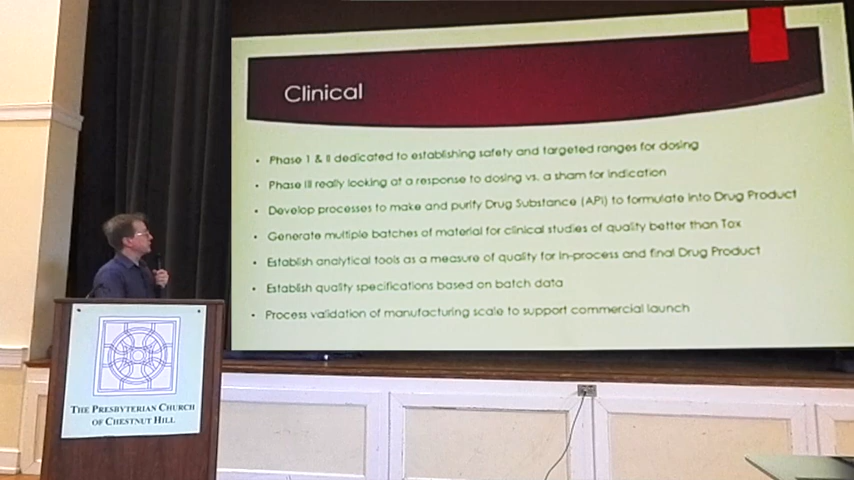 Clinical
• Phase I & II dedicated to establishing safety and targeted ranges for dosing
• Phase III really looking at a response to dosing vs. a sham for indication
• Develop processes to make and purify Drug Substance (API) to formulate into Drug Product
• Generate multiple batches of material for clinical studies of quality better than Tox
• Establish analytical tools as a measure of quality for in-process and final Drug Product
• Establish quality specifications based on batch data
• Process validation of manufacturing scale to support commercial launch
THE PRESBYTERIAN CHURCH
OF CHESTNUT HILL